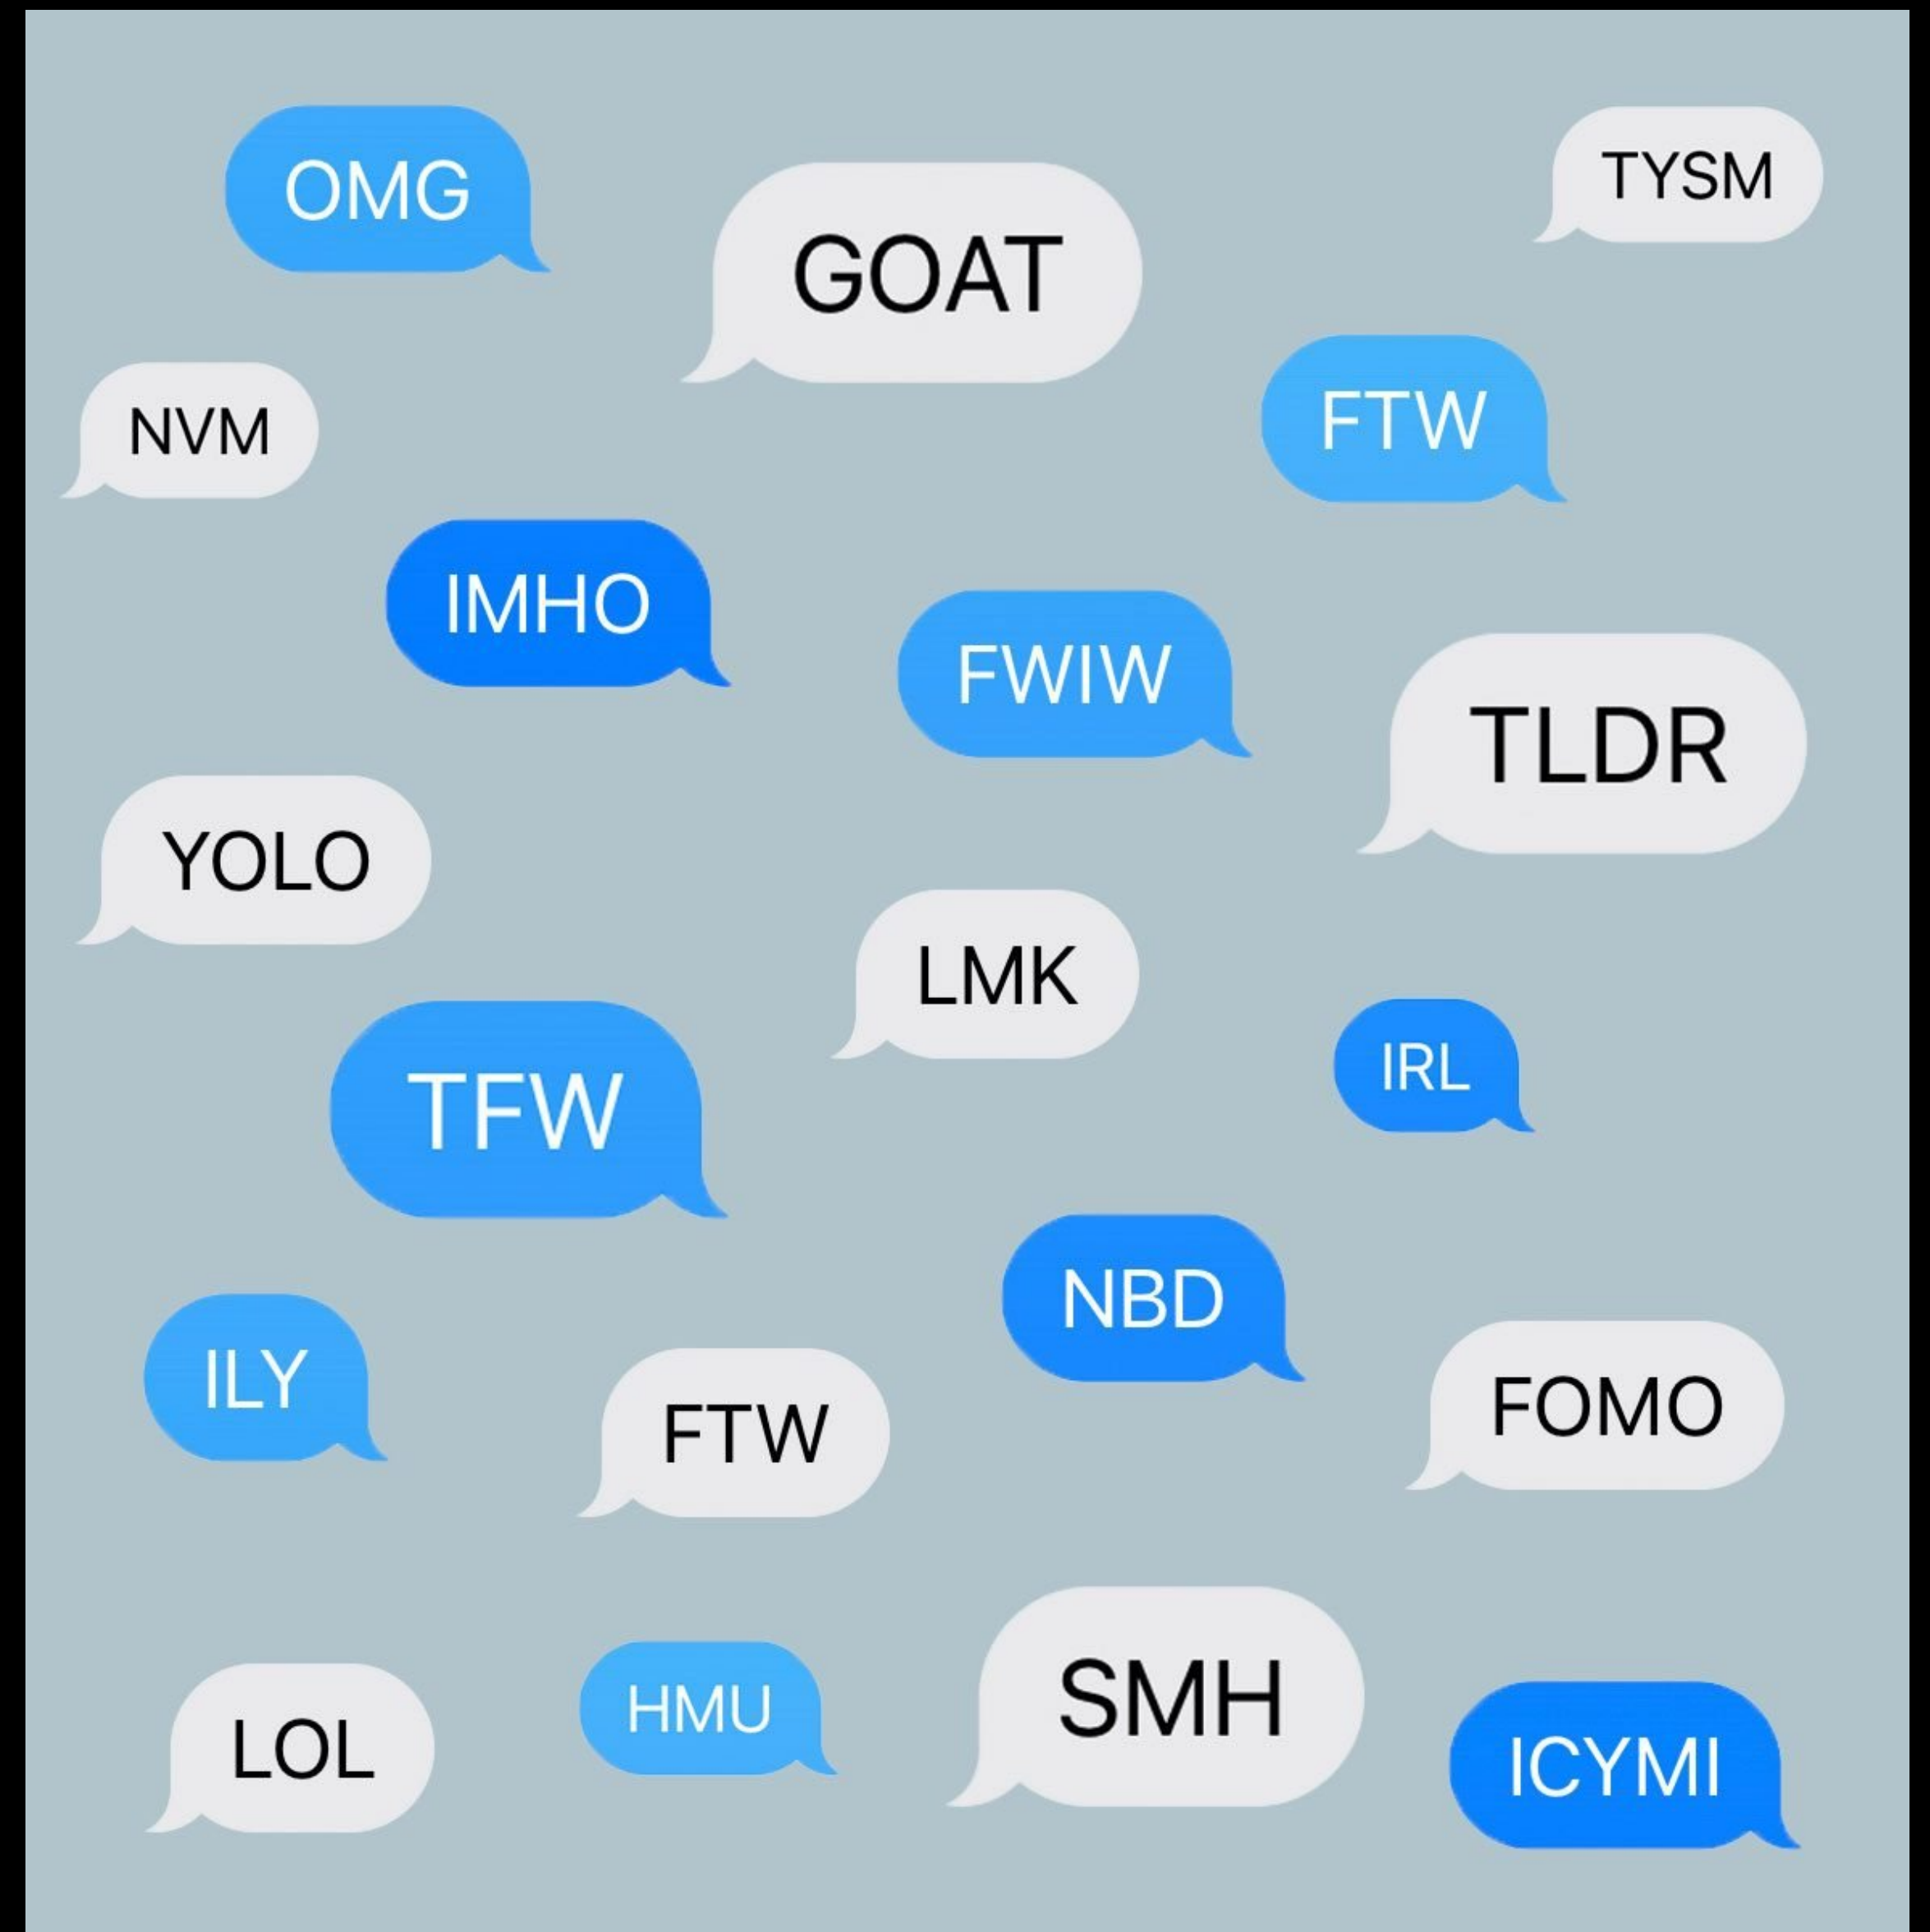 OMG
TYSM
GOAT
NVM
FTW
IMHO
FWIW
TLDR
YOLO
LMK
IRL
TFW
NBD
ILY
FTW
FOMO
SMH
HMU
LOL
ICYMI